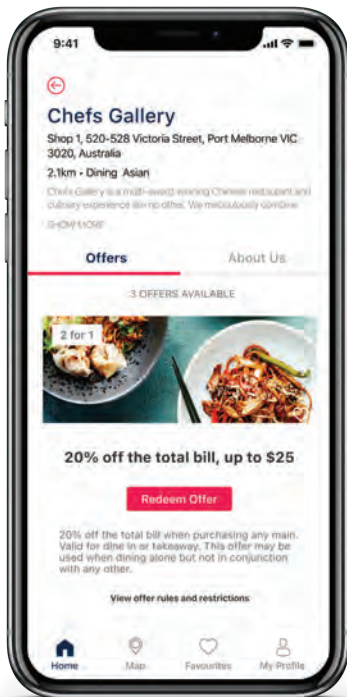 9:41
Chefs Gallery
Shop 1, 520-528 Victoria Street, Port Melborne VIC
3020, Australia
2.1km • Dining Asian
Chefs Gallery is a multi-award winning Chinese restaurant and
culinary experience like no other. We meticulously combine
SHOW MORE
Offers
About Us
3 OFFERS AVAILABLE
2 for 1
20% off the total bill, up to $25
Redeem Offer
20% off the total bill when purchasing any main.
Valid for dine in or takeaway. This offer may be
used when dining alone but not in conjunction
with any other.
View offer rules and restrictions
Home
Map
Favourites
My Profile